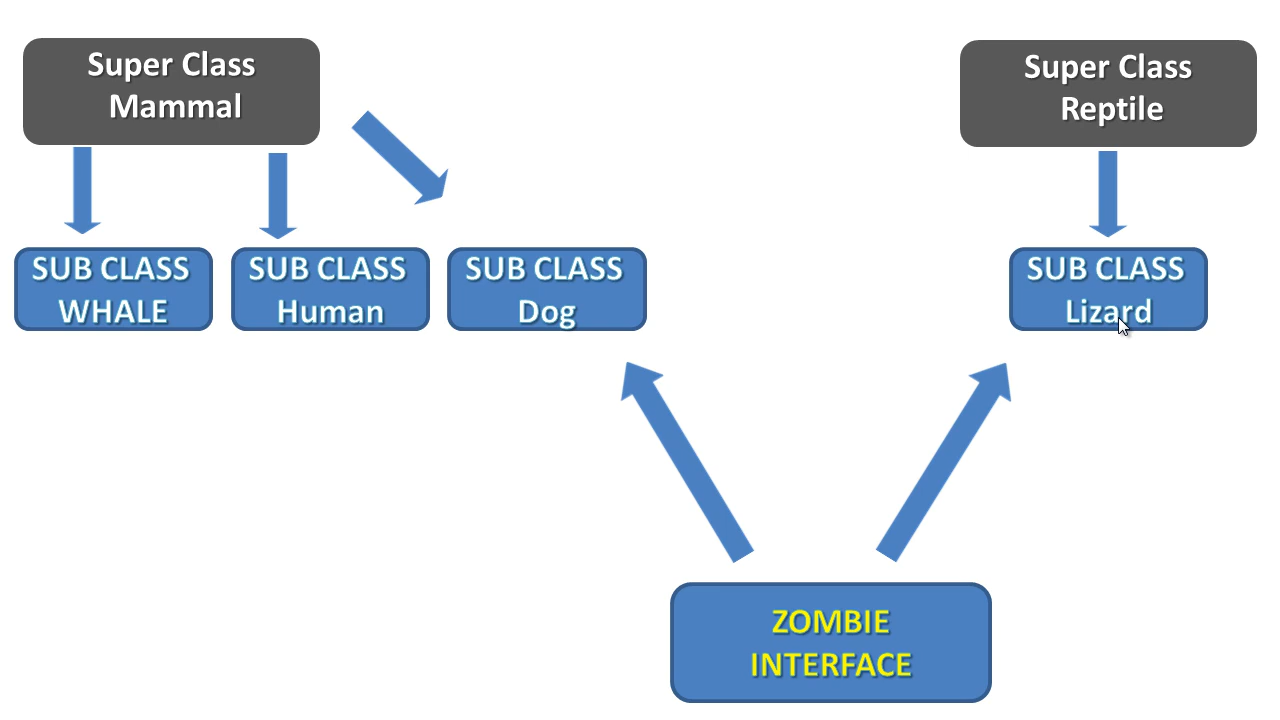 Super Class
Mammal
Super Class
Reptile
SUB CLASS
WHALE
SUB CLASS
Human
SUB CLASS
Dog
SUB CLASS
Lizard
ZOMBIE
INTERFACE